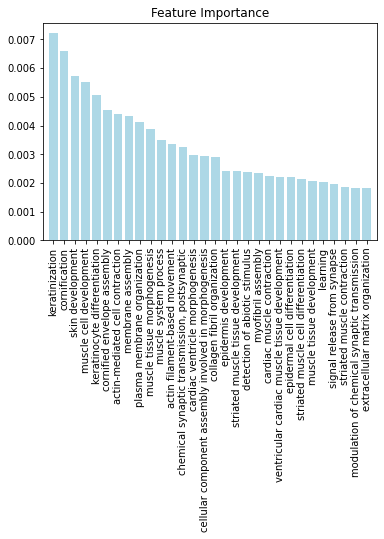 Feature Importance
0.007
0.006
0.005
0.004
0.003
0.002
0.001
0.000
keratinization
cornification
skin development
muscle cell development
keratinocyte differentiation
cornified envelope assembly
actin-mediated cell contraction
membrane assembly
plasma membrane organization
muscle tissue morphogenesis
muscle system process
actin filament-based movement
chemical synaptic transmission, postsynaptic
cardiac ventricle morphogenesis
cellular component assembly involved in morphogenesis
collagen fibril organization
epidermis development
striated muscle tissue development
detection of abiotic stimulus
myofibril assembly
cardiac muscle contraction
ventricular cardiac muscle tissue development
epidermal cell differentiation
striated muscle cell differentiation
muscle tissue development
learning
signal release from synapse
striated muscle contraction
modulation of chemical synaptic transmission
extracellular matrix organization